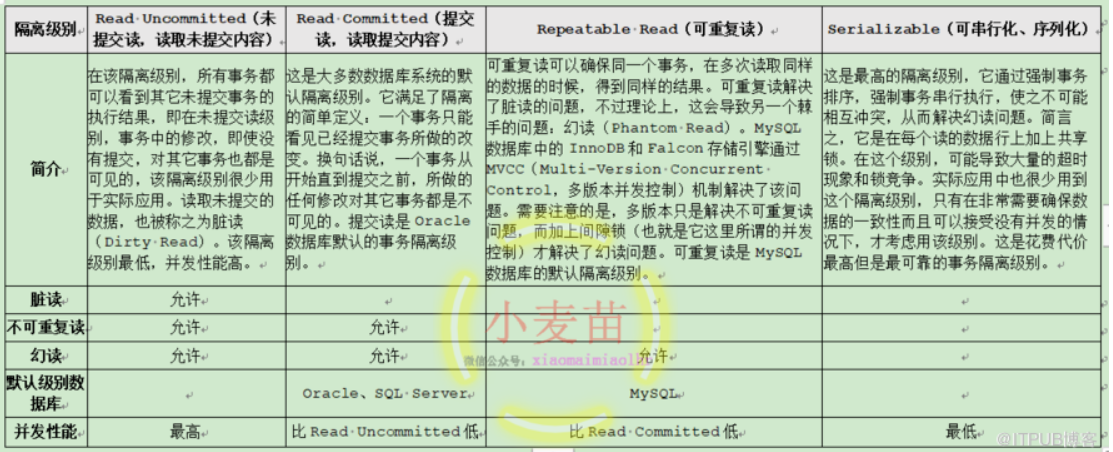 隔离级别
Read Uncommitted（未
提交读，读取未提交内容）
Read Committed（提交
读，读取提交内容）
Repeatable Read（可重复读）
Serializable（可串行化、序列化）
简介
在该隔离级别，所有事务都
可以看到其它未提交事务的
执行结果，即在未提交读级
别，事务中的修改，即使没
有提交，对其它事务也都是
可见的，该隔离级别很少用
于实际应用。读取未提交的
数据，也被称之为脏读
（Dirty Read）。该隔离
级别最低，并发性能高。
这是大多数数据库系统的默
认隔离级别。它满足了隔离
的简单定义：一个事务只能
看见已经提交事务所做的改
变。换句话说，一个事务从
开始直到提交之前，所做的
任何修改对其它事务都是不
可见的。提交读是 Oracle
数据库默认的事务隔离级
别。
可重复读可以确保同一个事务，在多次读取同样
的数据的时候，得到同样的结果。可重复读解决
了脏读的问题，不过理论上，这会导致另一个棘
手的问题：幻读（Phantom Read）。MySQL
数据库中的 InnoDB 和 Falcon 存储引擎通过
MVCC（Multi-Version Concurrent
Control，多版本并发控制）机制解决了该问
题。需要注意的是，多版本只是解决不可重复读
问题，而加上间隙锁（也就是它这里所谓的并发
控制）才解决了幻读问题。可重复读是 MySQL
数据库的默认隔离级别。
这是最高的隔离级别，它通过强制事务
排序，强制事务串行执行，使之不可能
相互冲突，从而解决幻读问题。简言
之，它是在每个读的数据行上加上共享
锁。在这个级别，可能导致大量的超时
现象和锁竞争。实际应用中也很少用到
这个隔离级别，只有在非常需要确保数
据的一致性而且可以接受没有并发的情
况下，才考虑用该级别。这是花费代价
最高但是最可靠的事务隔离级别。
脏读
允许
不可重复读
允许
允许
幻读
允许
允许
允许
默认级别数
据库
Oracle、SQL Server
MySQL
并发性能
最高
比 Read Uncommitted 低
比 Read Committed 低
最低
小麦苗
微信公众号：
@ITPUB博客